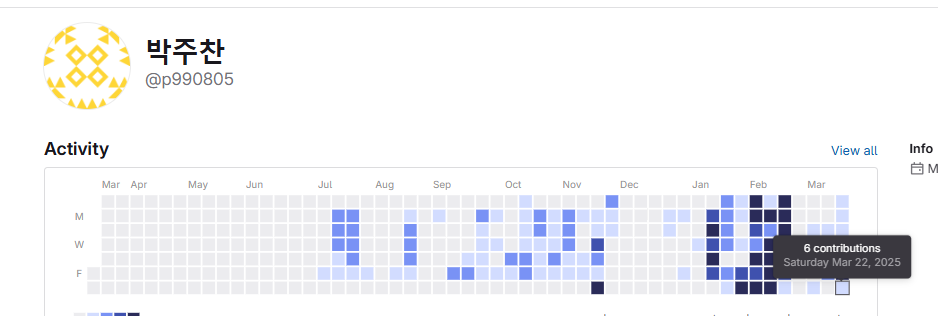 박주찬
@p990805
Activity
View all
Info
M
Mar Apr May Jun Jul Aug Sep Oct Nov Dec Jan Feb Mar
M
W
F
6 contributions
Saturday Mar 22, 2025